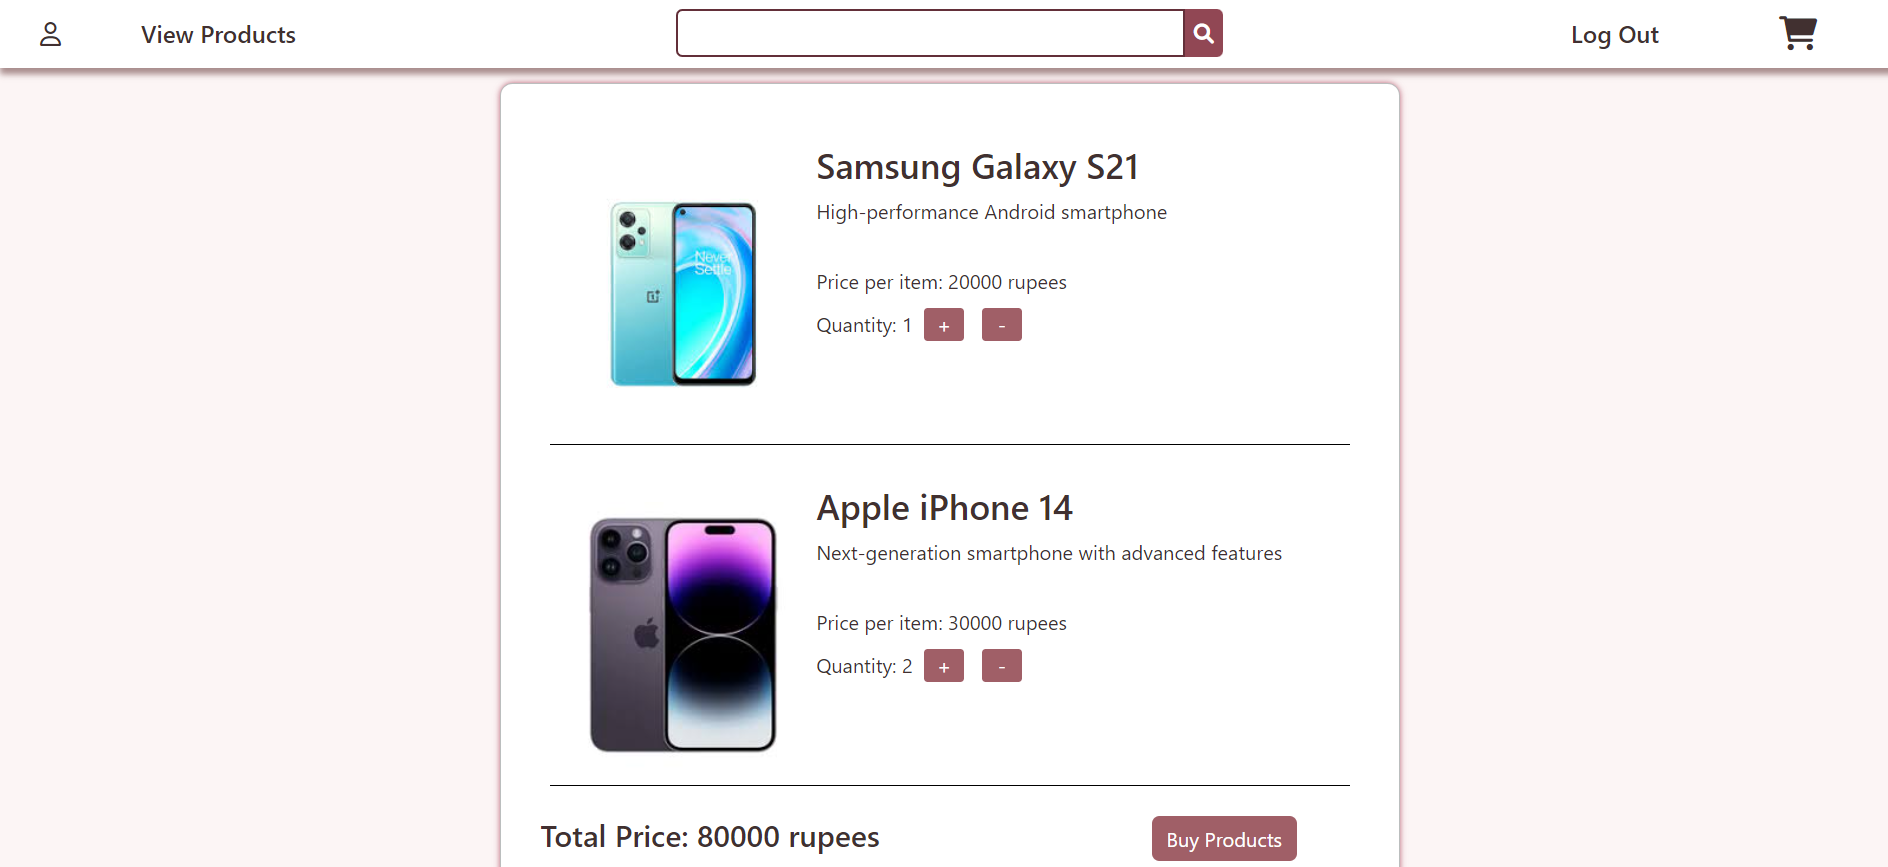 View Products
Log Out
Samsung Galaxy S21
High-performance Android smartphone
Never
Settle
Price per item: 20000 rupees
Quantity: 1 + -
Apple iPhone 14
Next-generation smartphone with advanced features
Price per item: 30000 rupees
Quantity: 2 + -
Total Price: 80000 rupees
Buy Products